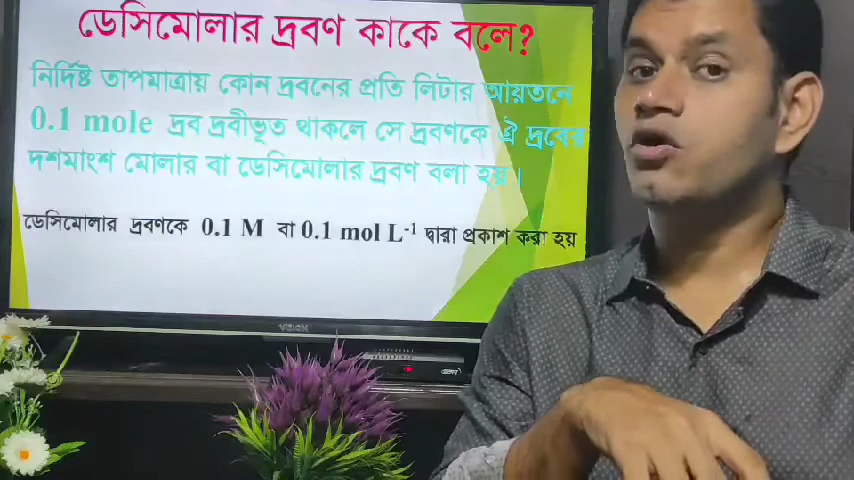 ডেসিমোলার দ্রবণ কাকে বলে?
নির্দিষ্ট তাপমাত্রায় কোন দ্রবনের প্রতি লিটার আয়তনে
0.1 mole দ্রব দ্রবীভূত থাকলে সে দ্রবণকে ঐ দ্রবের
দশমাংশ মোলার বা ডেসিমোলার দ্রবণ বলা হয়।
ডেসিমোলার দ্রবণকে 0.1 M বা 0.1 mol L⁻¹ দ্বারা প্রকাশ করা হয়
VISION